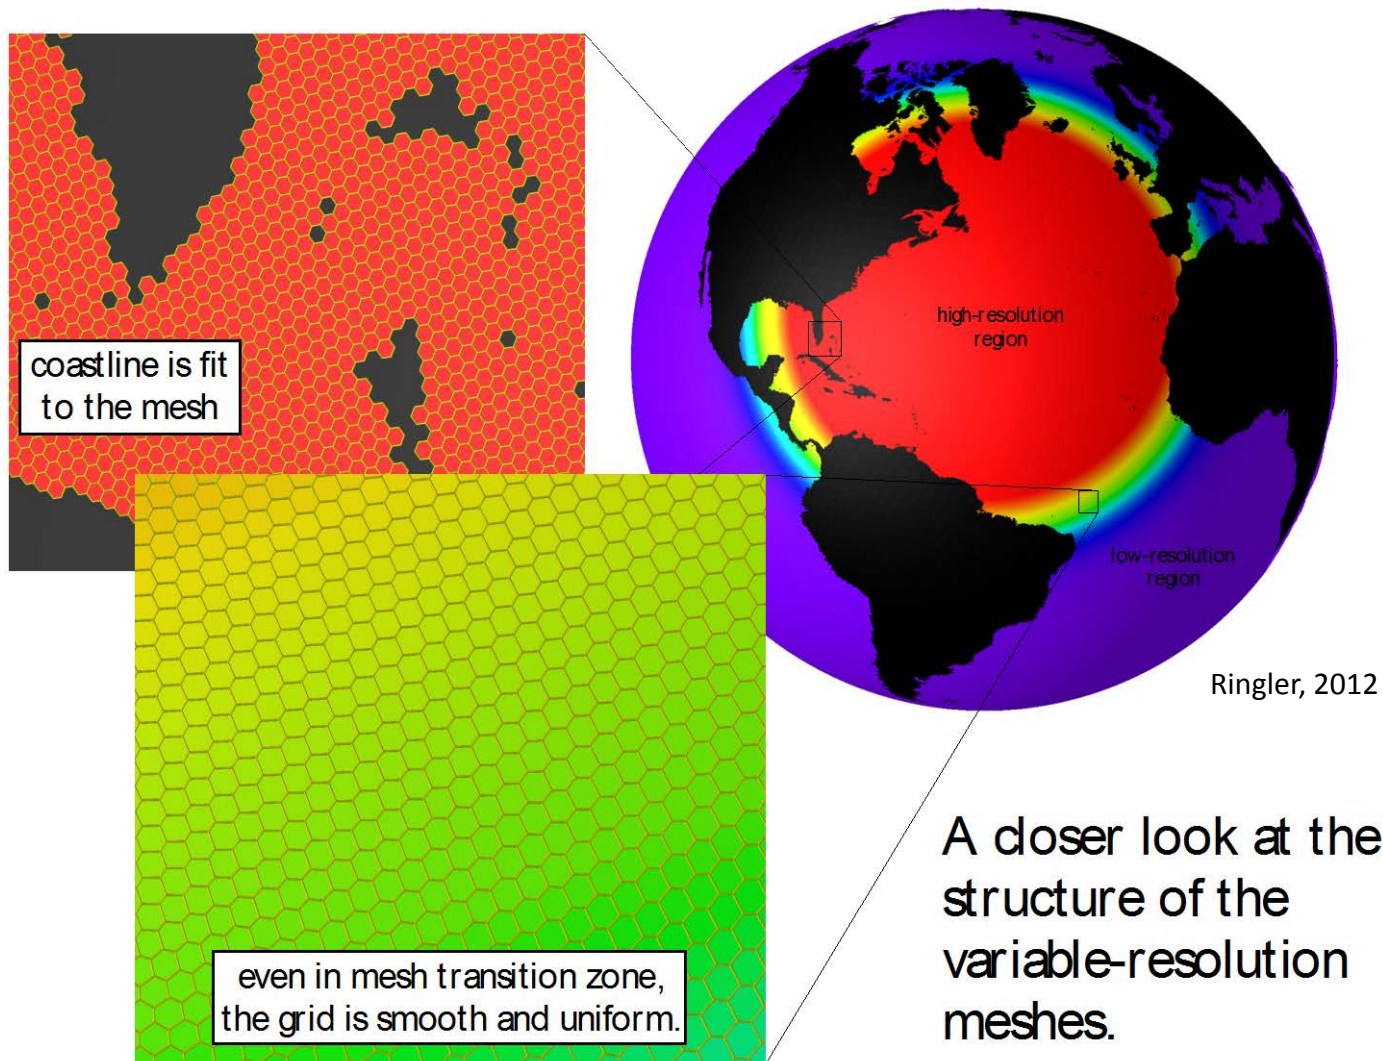 coastline is fit
to the mesh
high-resolution
region
low-resolution
region
Ringler, 2012
even in mesh transition zone,
the grid is smooth and uniform.
A closer look at the
structure of the
variable-resolution
meshes.